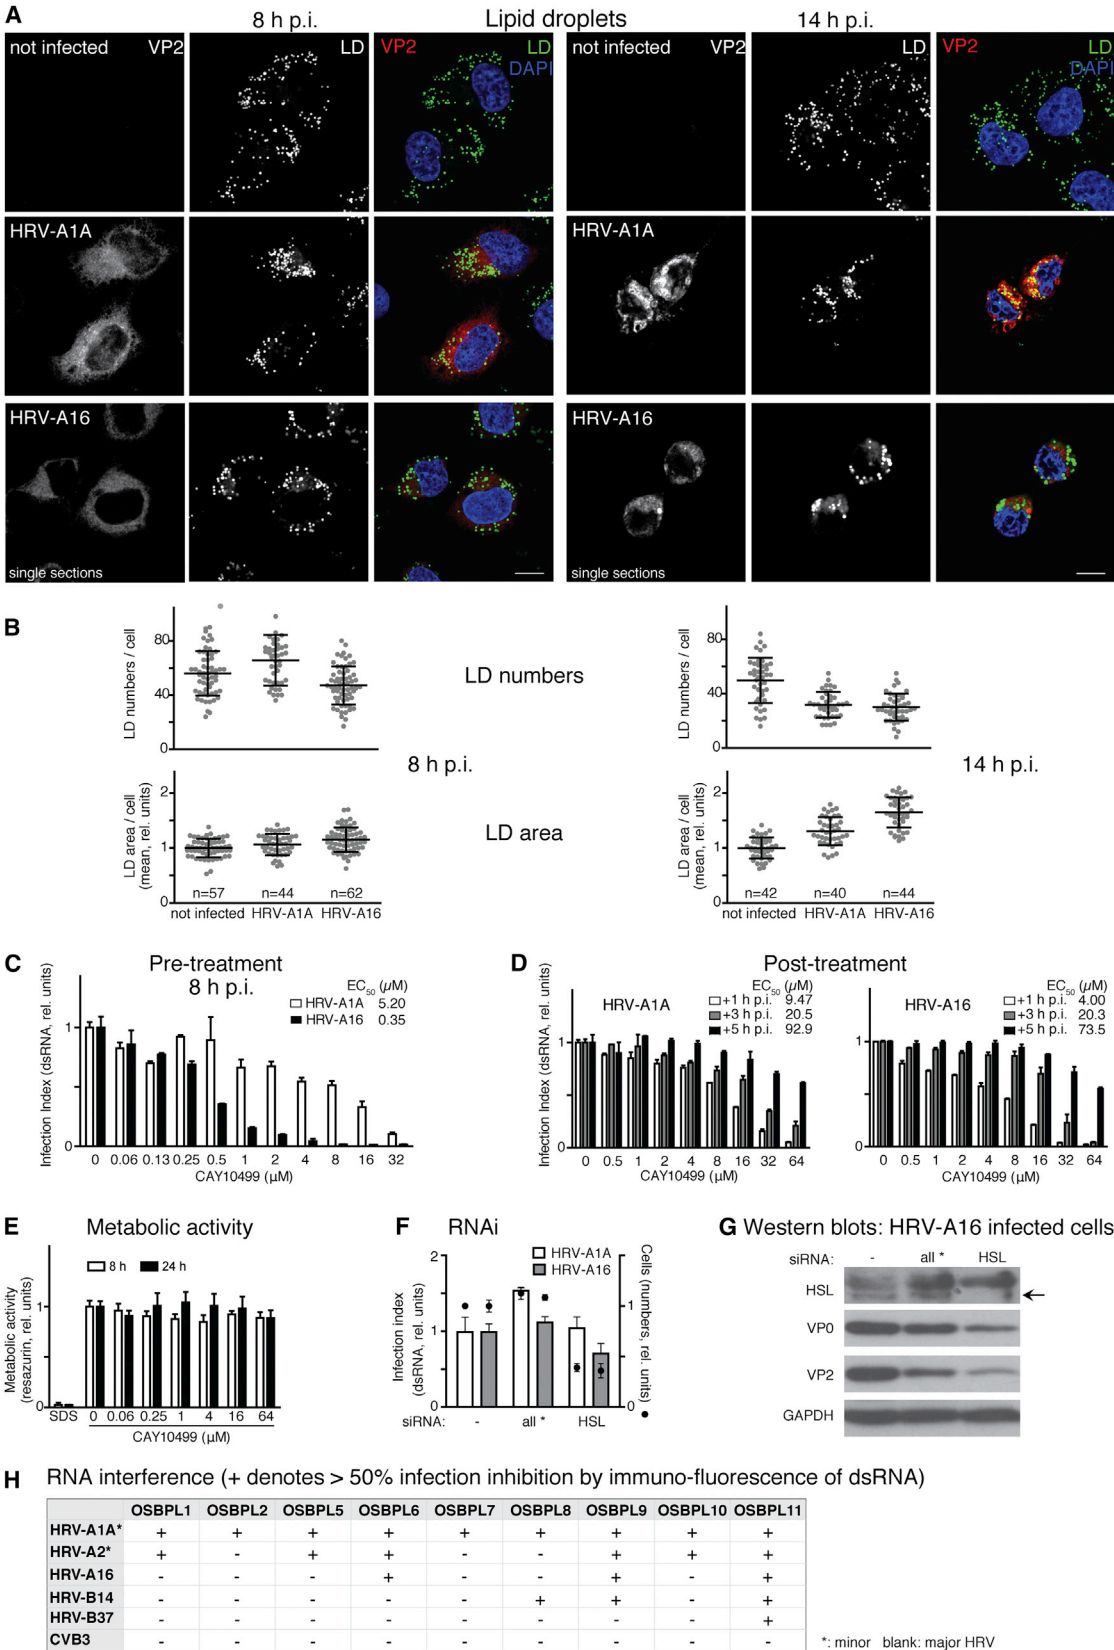 A 8 h p.i. Lipid droplets 14 h p.i.
not infected VP2 LD VP2 LD DAPI not infected VP2 LD VP2 LD DAPI
HRV-A1A HRV-A1A
HRV-A16 HRV-A16
single sections single sections
B
LD numbers / cell
80
40
0
LD numbers
LD numbers / cell
80
40
0
8 h p.i. 14 h p.i.
LD area / cell
(mean, rel. units)
2
1
0
LD area
LD area / cell
(mean, rel. units)
2
1
0
n=57 n=44 n=62 n=42 n=40 n=44
not infected HRV-A1A HRV-A16 not infected HRV-A1A HRV-A16
C Pre-treatment
8 h p.i.
EC50 (µM)
HRV-A1A 5.20
HRV-A16 0.35
Infection Index (dsRNA, rel. units)
1
0
0 0.06 0.13 0.25 0.5 1 2 4 8 16 32
CAY10499 (µM)
D Post-treatment
HRV-A1A
EC50 (µM)
+1 h p.i. 9.47
+3 h p.i. 20.5
+5 h p.i. 92.9
Infection Index (dsRNA, rel. units)
1
0
0 0.5 1 2 4 8 16 32 64
CAY10499 (µM)
HRV-A16
EC50 (µM)
+1 h p.i. 4.00
+3 h p.i. 20.3
+5 h p.i. 73.5
1
0
0 0.5 1 2 4 8 16 32 64
CAY10499 (µM)
E Metabolic activity
8 h 24 h
Metabolic activity
(resazurin, rel. units)
1
0
SDS 0 0.06 0.25 1 4 16 64
CAY10499 (µM)
F RNAi
HRV-A1A
HRV-A16
Infection index
(dsRNA, rel. units)
2
1
0
Cells (numbers, rel. units)
1
0
siRNA: - all * HSL
G Western blots: HRV-A16 infected cells
siRNA: - all * HSL
HSL
VP0
VP2
GAPDH
H RNA interference (+ denotes > 50% infection inhibition by immuno-fluorescence of dsRNA)
OSBPL1 OSBPL2 OSBPL5 OSBPL6 OSBPL7 OSBPL8 OSBPL9 OSBPL10 OSBPL11
HRV-A1A* + + + + + + + + +
HRV-A2* + - + + - - + + +
HRV-A16 - - - + - - + - +
HRV-B14 - - - - - + + - +
HRV-B37 - - - - - - - - +
CVB3 - - - - - - - - -
*: minor blank: major HRV